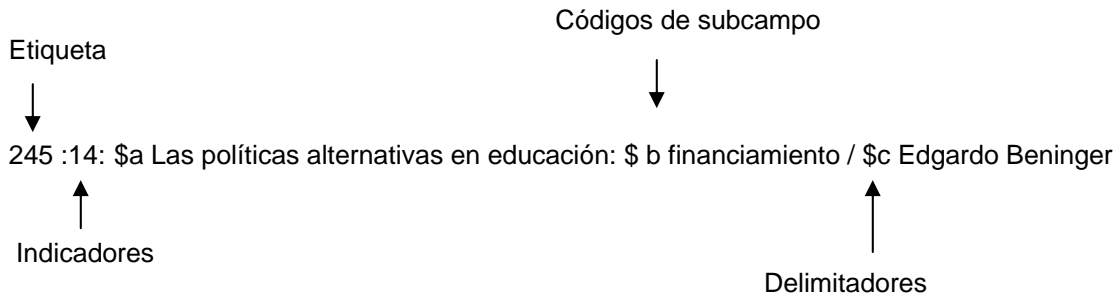 Códigos de subcampo
Etiqueta
245 :14: $a Las políticas alternativas en educación: $ b financiamiento / $c Edgardo Beninger
Indicadores
Delimitadores